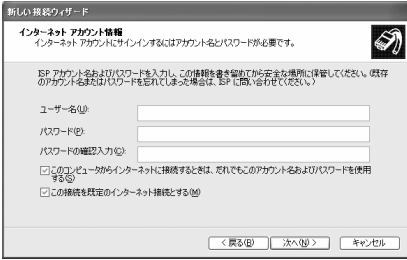 新しい接続ウィザード
インターネット アカウント情報
インターネット アカウントにサインインするにはアカウント名とパスワードが必要です。
ISP アカウント名およびパスワードを入力し、この情報を書き留めてから安全な場所に保管してください。(既存
のアカウント名またはパスワードを忘れてしまった場合は、ISP に問い合わせてください。)
ユーザー名(U):
パスワード(P):
パスワードの確認入力(C):
このコンピュータからインターネットに接続するときは、だれでもこのアカウント名およびパスワードを使用
する(S)
この接続を既定のインターネット接続とする(M)
< 戻る(B)
次へ(N) >
キャンセル